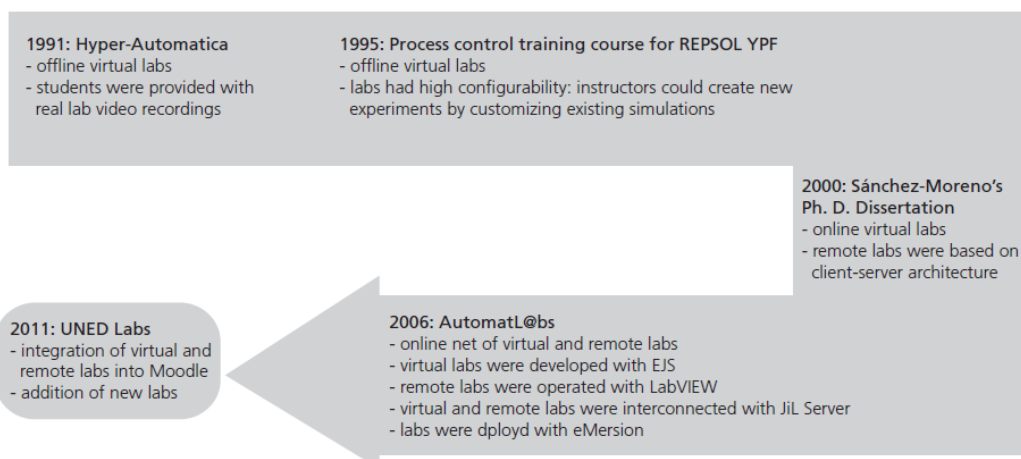 1991: Hyper-Automatica
- offline virtual labs
- students were provided with
real lab video recordings
1995: Process control training course for REPSOL YPF
- offline virtual labs
- labs had high configurability: instructors could create new
experiments by customizing existing simulations
2000: Sánchez-Moreno's
Ph. D. Dissertation
- online virtual labs
- remote labs were based on
client-server architecture
2006: AutomatL@bs
- online net of virtual and remote labs
- virtual labs were developed with EJS
- remote labs were operated with LabVIEW
- virtual and remote labs were interconnected with JiL Server
- labs were dployd with eMersion
2011: UNED Labs
- integration of virtual and
remote labs into Moodle
- addition of new labs